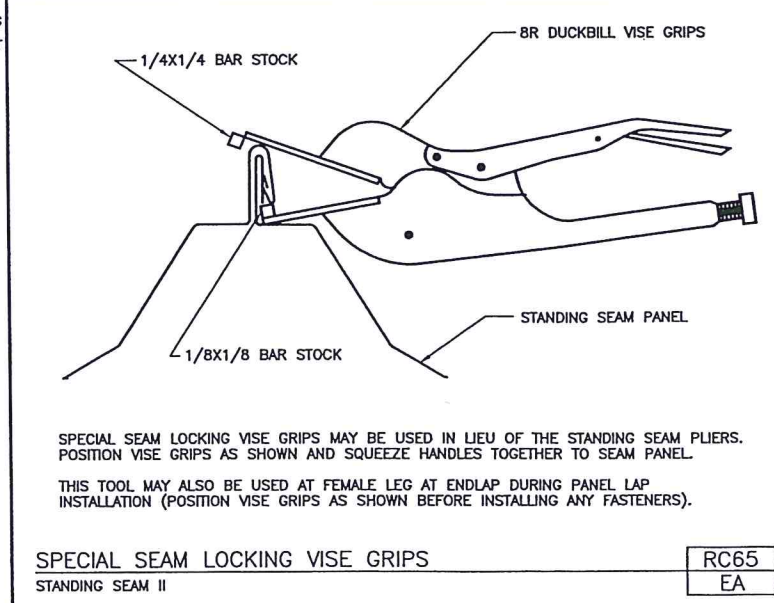 8R DUCKBILL VISE GRIPS
1/4X1/4 BAR STOCK
STANDING SEAM PANEL
1/8X1/8 BAR STOCK
SPECIAL SEAM LOCKING VISE GRIPS MAY BE USED IN LIEU OF THE STANDING SEAM PLIERS.
POSITION VISE GRIPS AS SHOWN AND SQUEEZE HANDLES TOGETHER TO SEAM PANEL.
THIS TOOL MAY ALSO BE USED AT FEMALE LEG AT ENDLAP DURING PANEL LAP
INSTALLATION (POSITION VISE GRIPS AS SHOWN BEFORE INSTALLING ANY FASTENERS).
SPECIAL SEAM LOCKING VISE GRIPS
RC65
STANDING SEAM II
EA